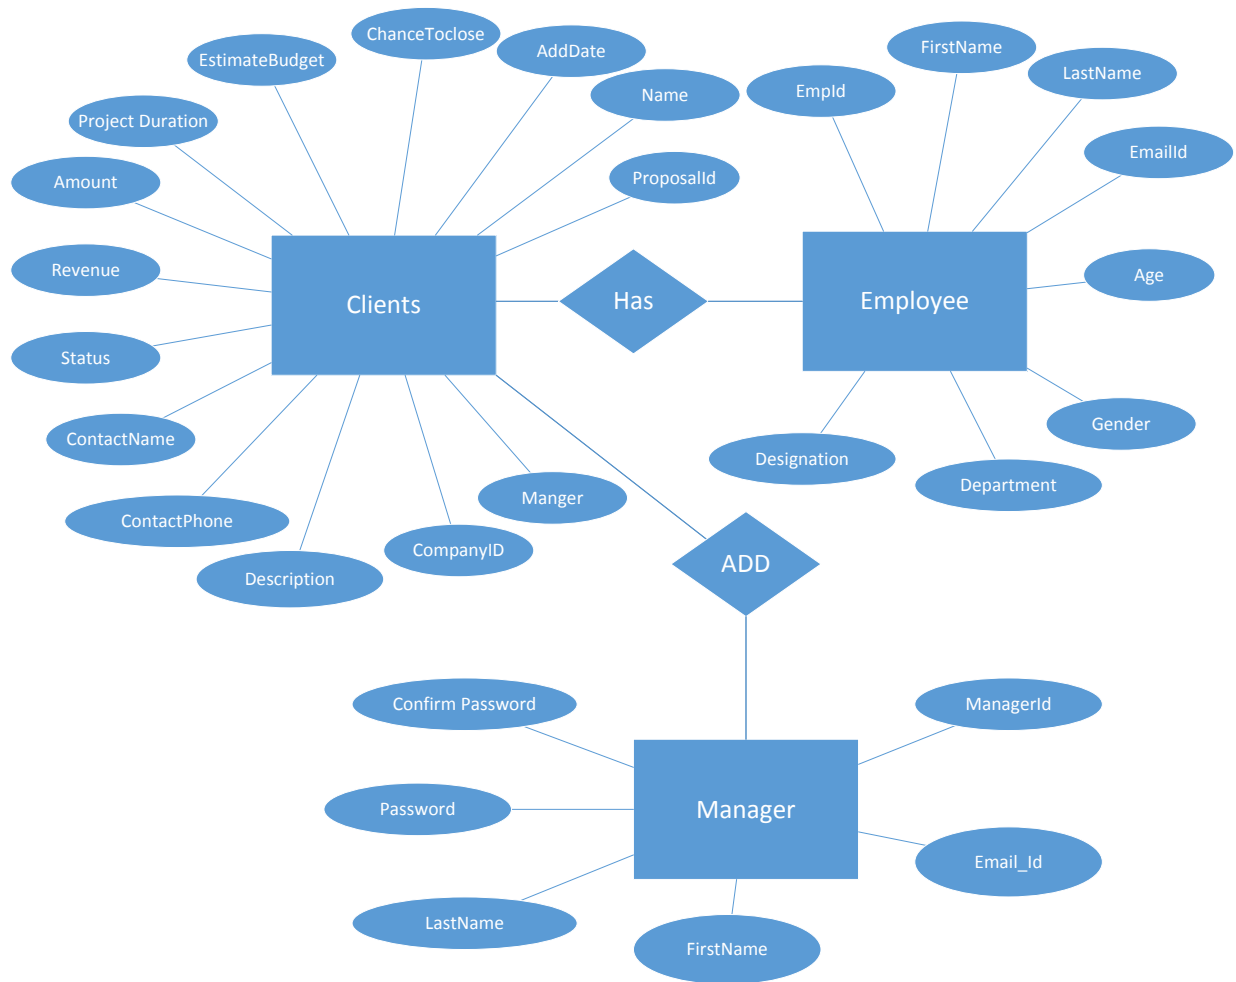 ChanceToclose
AddDate
FirstName
EstimateBudget
LastName
EmpId
Name
Project Duration
EmailId
Amount
ProposalId
Revenue
Age
Clients
Has
Employee
Status
ContactName
Gender
Designation
Department
Manger
ContactPhone
CompanyID
Description
ADD
Confirm Password
ManagerId
Password
Manager
Email_Id
LastName
FirstName